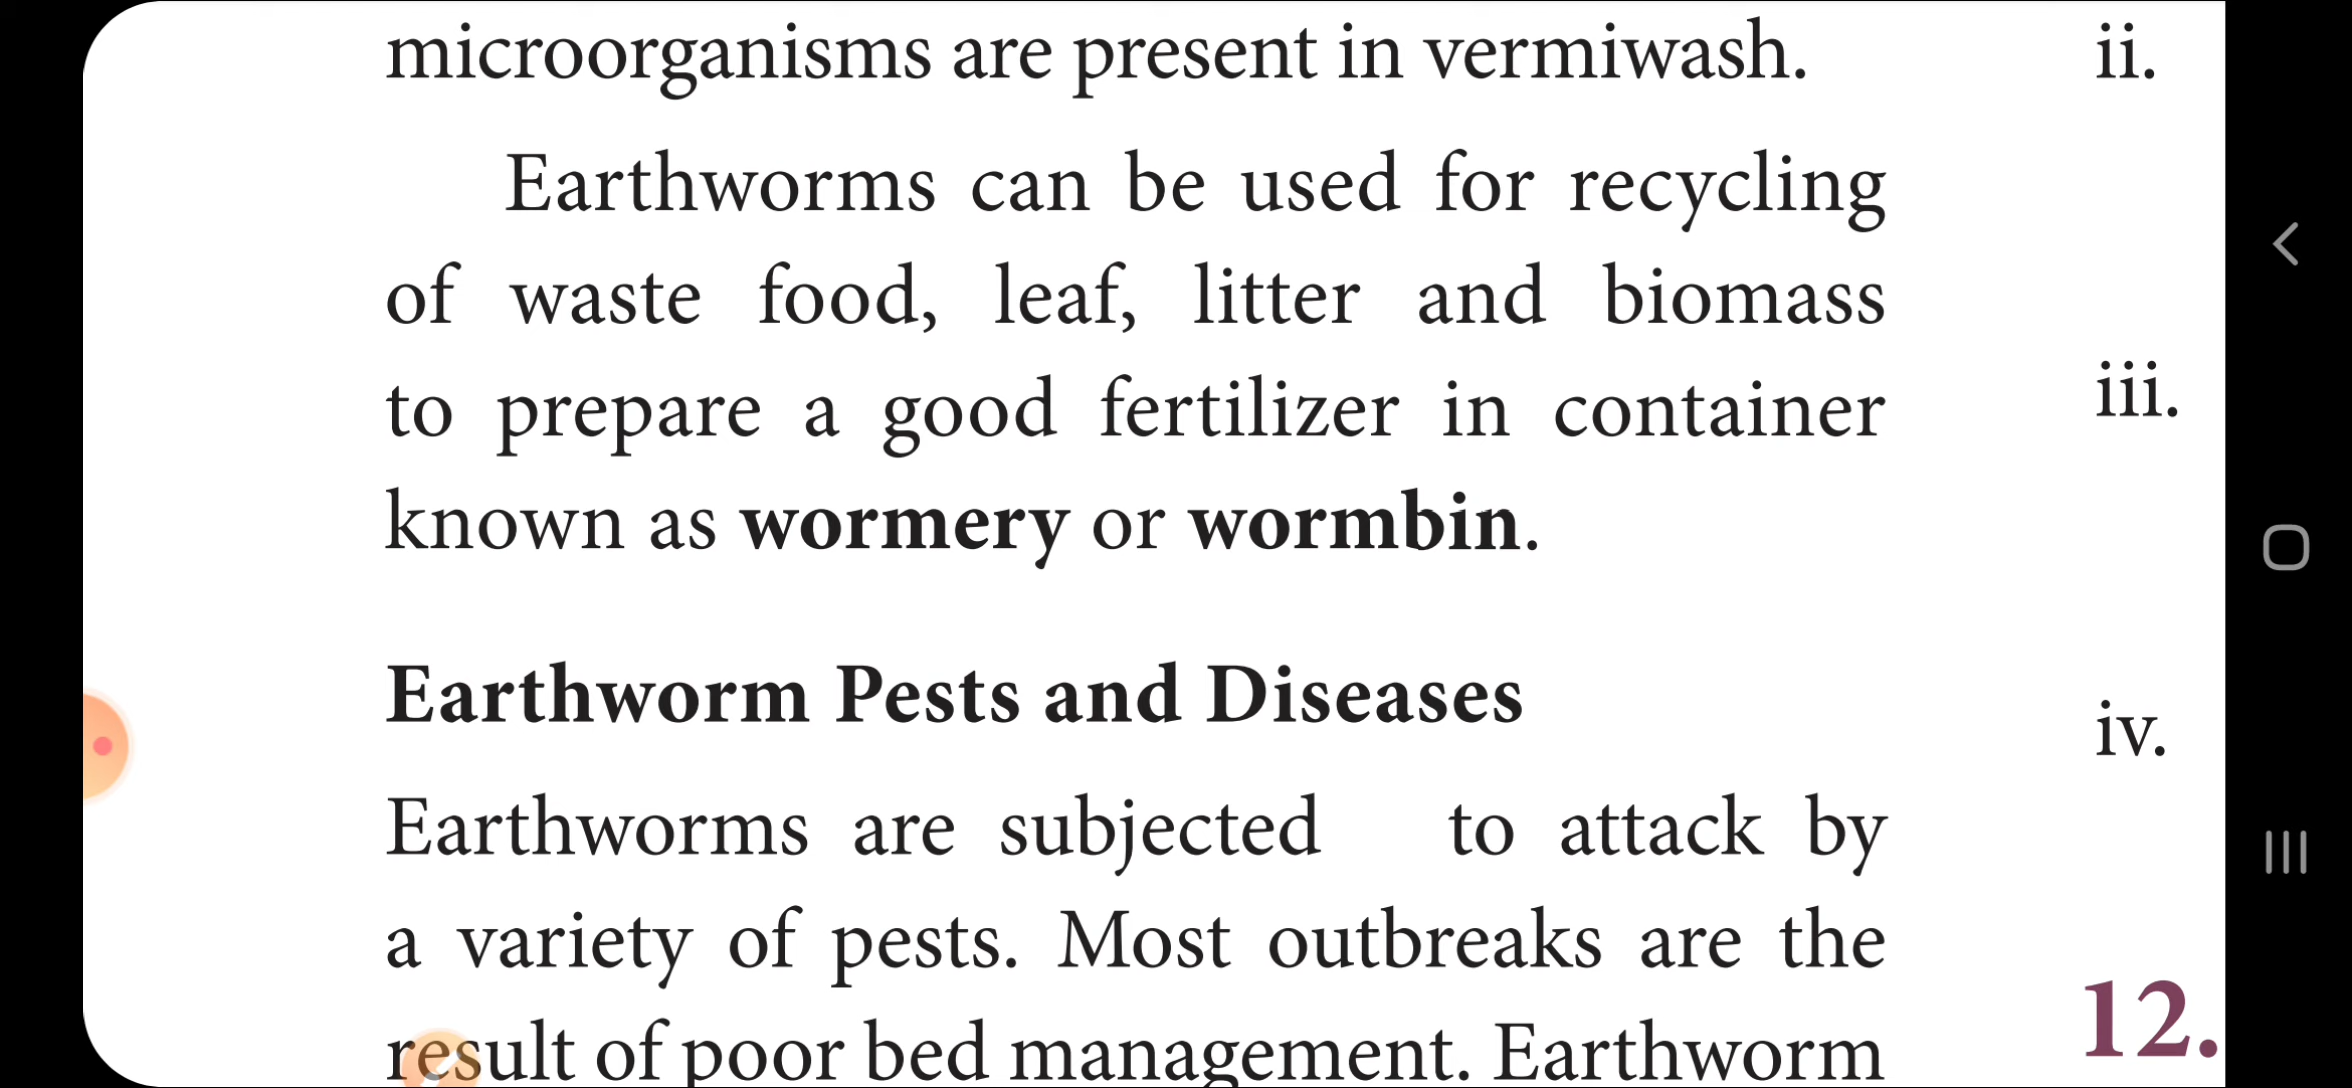 microorganisms are present in vermiwash.
Earthworms can be used for recycling
of waste food, leaf, litter and biomass
to prepare a good fertilizer in container
known as wormery or wormbin.
Earthworm Pests and Diseases
Earthworms are subjected to attack by
a variety of pests. Most outbreaks are the
result of poor bed management. Earthworm
ii.
iii.
iv.
12.